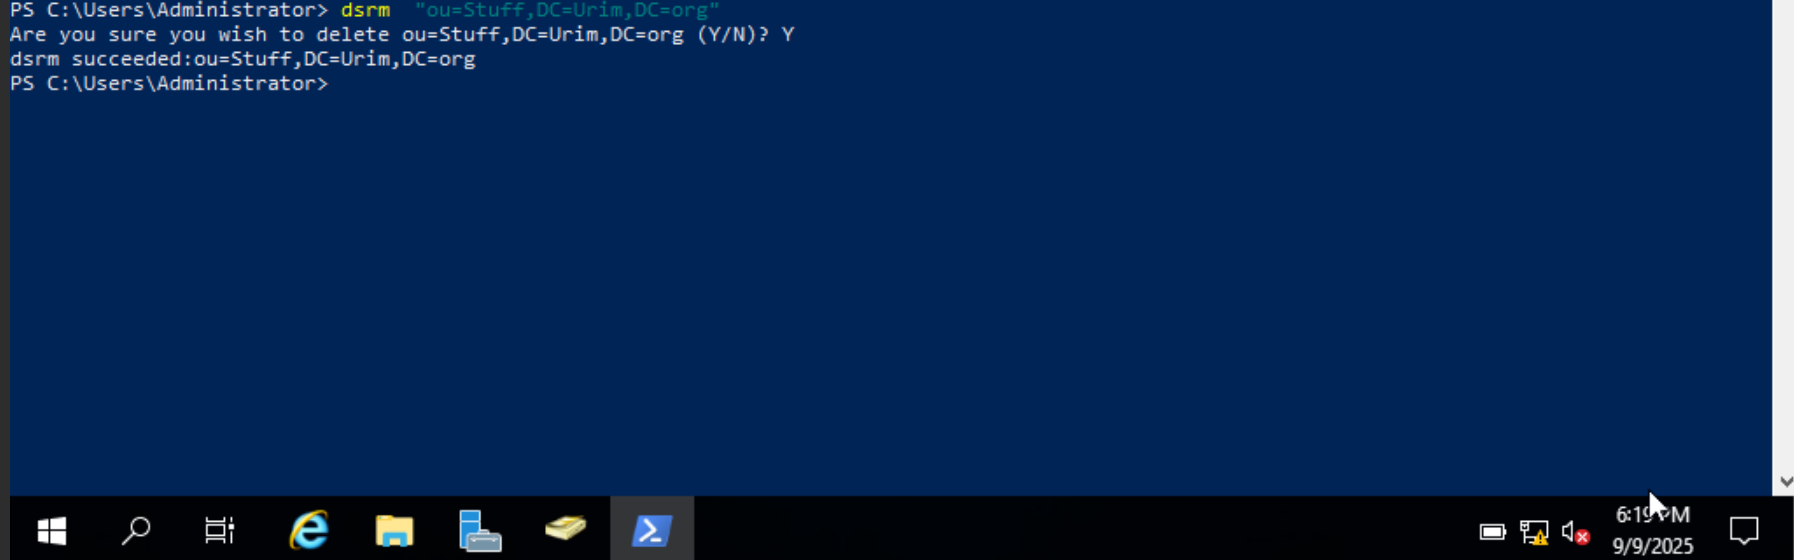 PS C:\Users\Administrator> dsrm  "ou=Stuff,DC=Urim,DC=org"
Are you sure you wish to delete ou=Stuff,DC=Urim,DC=org (Y/N)? Y
dsrm succeeded:ou=Stuff,DC=Urim,DC=org
PS C:\Users\Administrator>
6:19 PM
9/9/2025